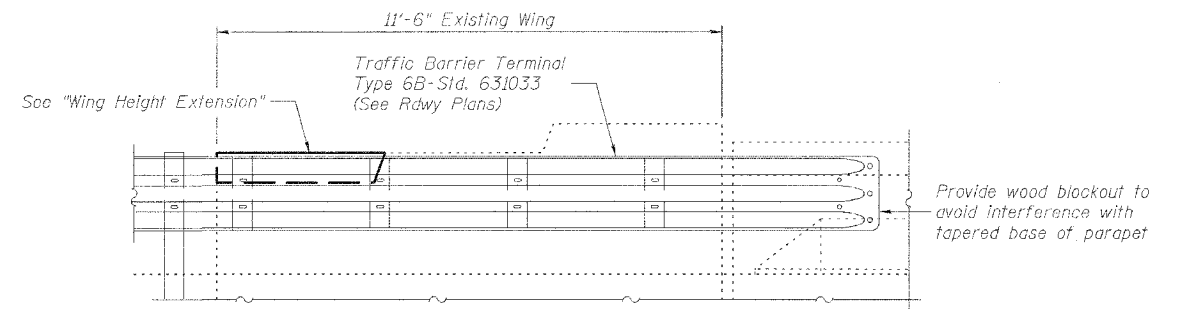 11'-6" Existing Wing
Traffic Barrier Terminal
Type 6B-Std. 631033
(See Rdwy Plans)
See "Wing Height Extension"
Provide wood blockout to
avoid interference with
tapered base of parapet